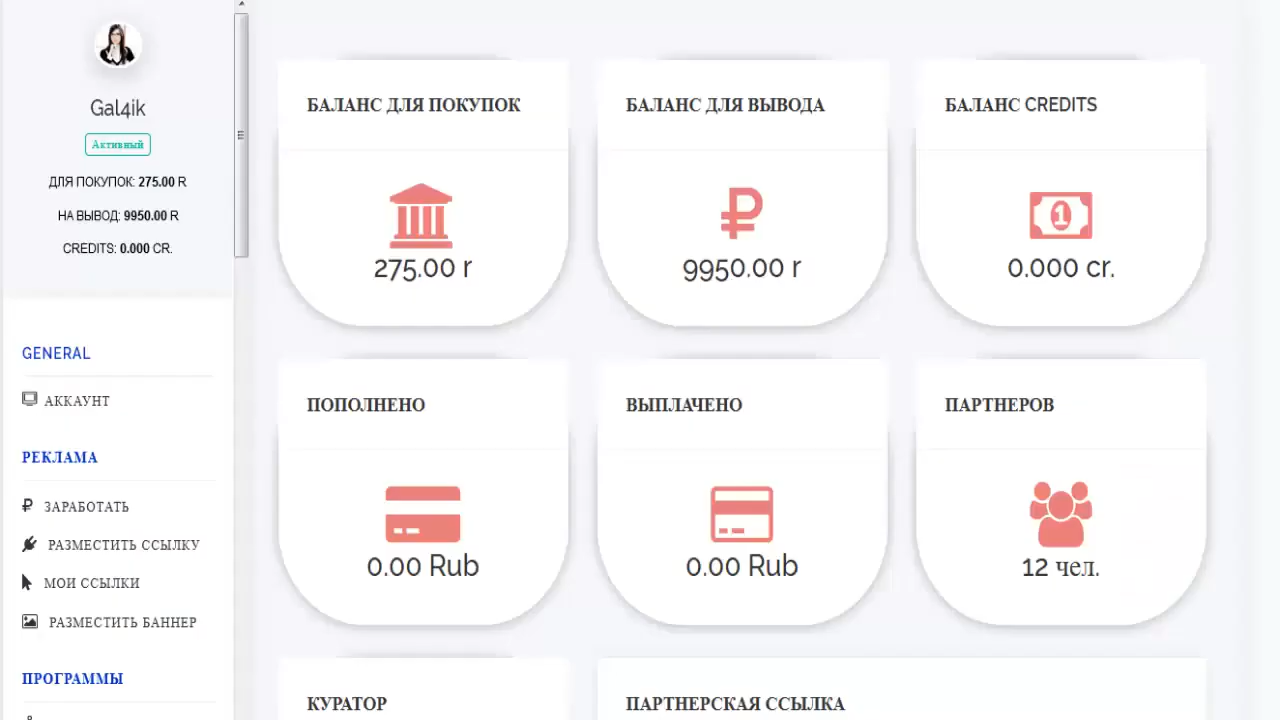 Gal4ik
Активный
ДЛЯ ПОКУПОК: 275.00 R
НА ВЫВОД: 9950.00 R
CREDITS: 0.000 CR.
GENERAL
АККАУНТ
РЕКЛАМА
ЗАРАБОТАТЬ
РАЗМЕСТИТЬ ССЫЛКУ
МОИ ССЫЛКИ
РАЗМЕСТИТЬ БАННЕР
ПРОГРАММЫ
БАЛАНС ДЛЯ ПОКУПОК
275.00 r
БАЛАНС ДЛЯ ВЫВОДА
9950.00 r
БАЛАНС CREDITS
0.000 cr.
ПОПОЛНЕНО
0.00 Rub
ВЫПЛАЧЕНО
0.00 Rub
ПАРТНЕРОВ
12 чел.
КУРАТОР
ПАРТНЕРСКАЯ ССЫЛКА